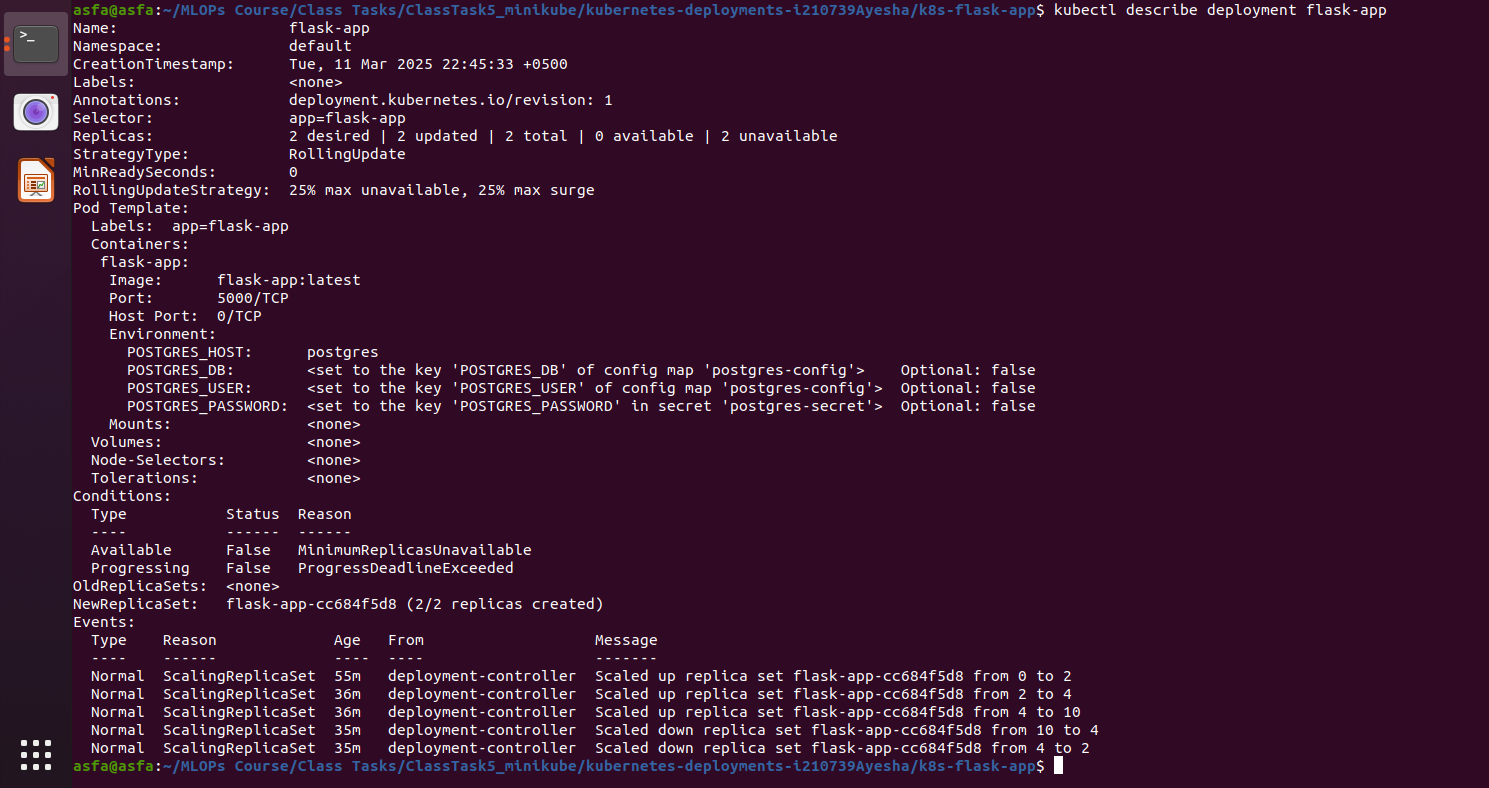 asfa@asfa:~/MLOPs Course/Class Tasks/ClassTask5_minikube/kubernetes-deployments-i210739Ayesha/k8s-flask-app$ kubectl describe deployment flask-app
Name:                   flask-app
Namespace:              default
CreationTimestamp:      Tue, 11 Mar 2025 22:45:33 +0500
Labels:                 <none>
Annotations:            deployment.kubernetes.io/revision: 1
Selector:               app=flask-app
Replicas:               2 desired | 2 updated | 2 total | 0 available | 2 unavailable
StrategyType:           RollingUpdate
MinReadySeconds:        0
RollingUpdateStrategy:  25% max unavailable, 25% max surge
Pod Template:
  Labels:  app=flask-app
  Containers:
   flask-app:
    Image:      flask-app:latest
    Port:       5000/TCP
    Host Port:  0/TCP
    Environment:
      POSTGRES_HOST:      postgres
      POSTGRES_DB:        <set to the key 'POSTGRES_DB' of config map 'postgres-config'>    Optional: false
      POSTGRES_USER:      <set to the key 'POSTGRES_USER' of config map 'postgres-config'>  Optional: false
      POSTGRES_PASSWORD:  <set to the key 'POSTGRES_PASSWORD' in secret 'postgres-secret'>  Optional: false
    Mounts:               <none>
  Volumes:                <none>
  Node-Selectors:         <none>
  Tolerations:            <none>
Conditions:
  Type           Status  Reason
  ----           ------  ------
  Available      False   MinimumReplicasUnavailable
  Progressing    False   ProgressDeadlineExceeded
OldReplicaSets:  <none>
NewReplicaSet:   flask-app-cc684f5d8 (2/2 replicas created)
Events:
  Type    Reason             Age   From                   Message
  ----    ------             ----  ----                   -------
  Normal  ScalingReplicaSet  55m   deployment-controller  Scaled up replica set flask-app-cc684f5d8 from 0 to 2
  Normal  ScalingReplicaSet  36m   deployment-controller  Scaled up replica set flask-app-cc684f5d8 from 2 to 4
  Normal  ScalingReplicaSet  36m   deployment-controller  Scaled up replica set flask-app-cc684f5d8 from 4 to 10
  Normal  ScalingReplicaSet  35m   deployment-controller  Scaled down replica set flask-app-cc684f5d8 from 10 to 4
  Normal  ScalingReplicaSet  35m   deployment-controller  Scaled down replica set flask-app-cc684f5d8 from 4 to 2
asfa@asfa:~/MLOPs Course/Class Tasks/ClassTask5_minikube/kubernetes-deployments-i210739Ayesha/k8s-flask-app$